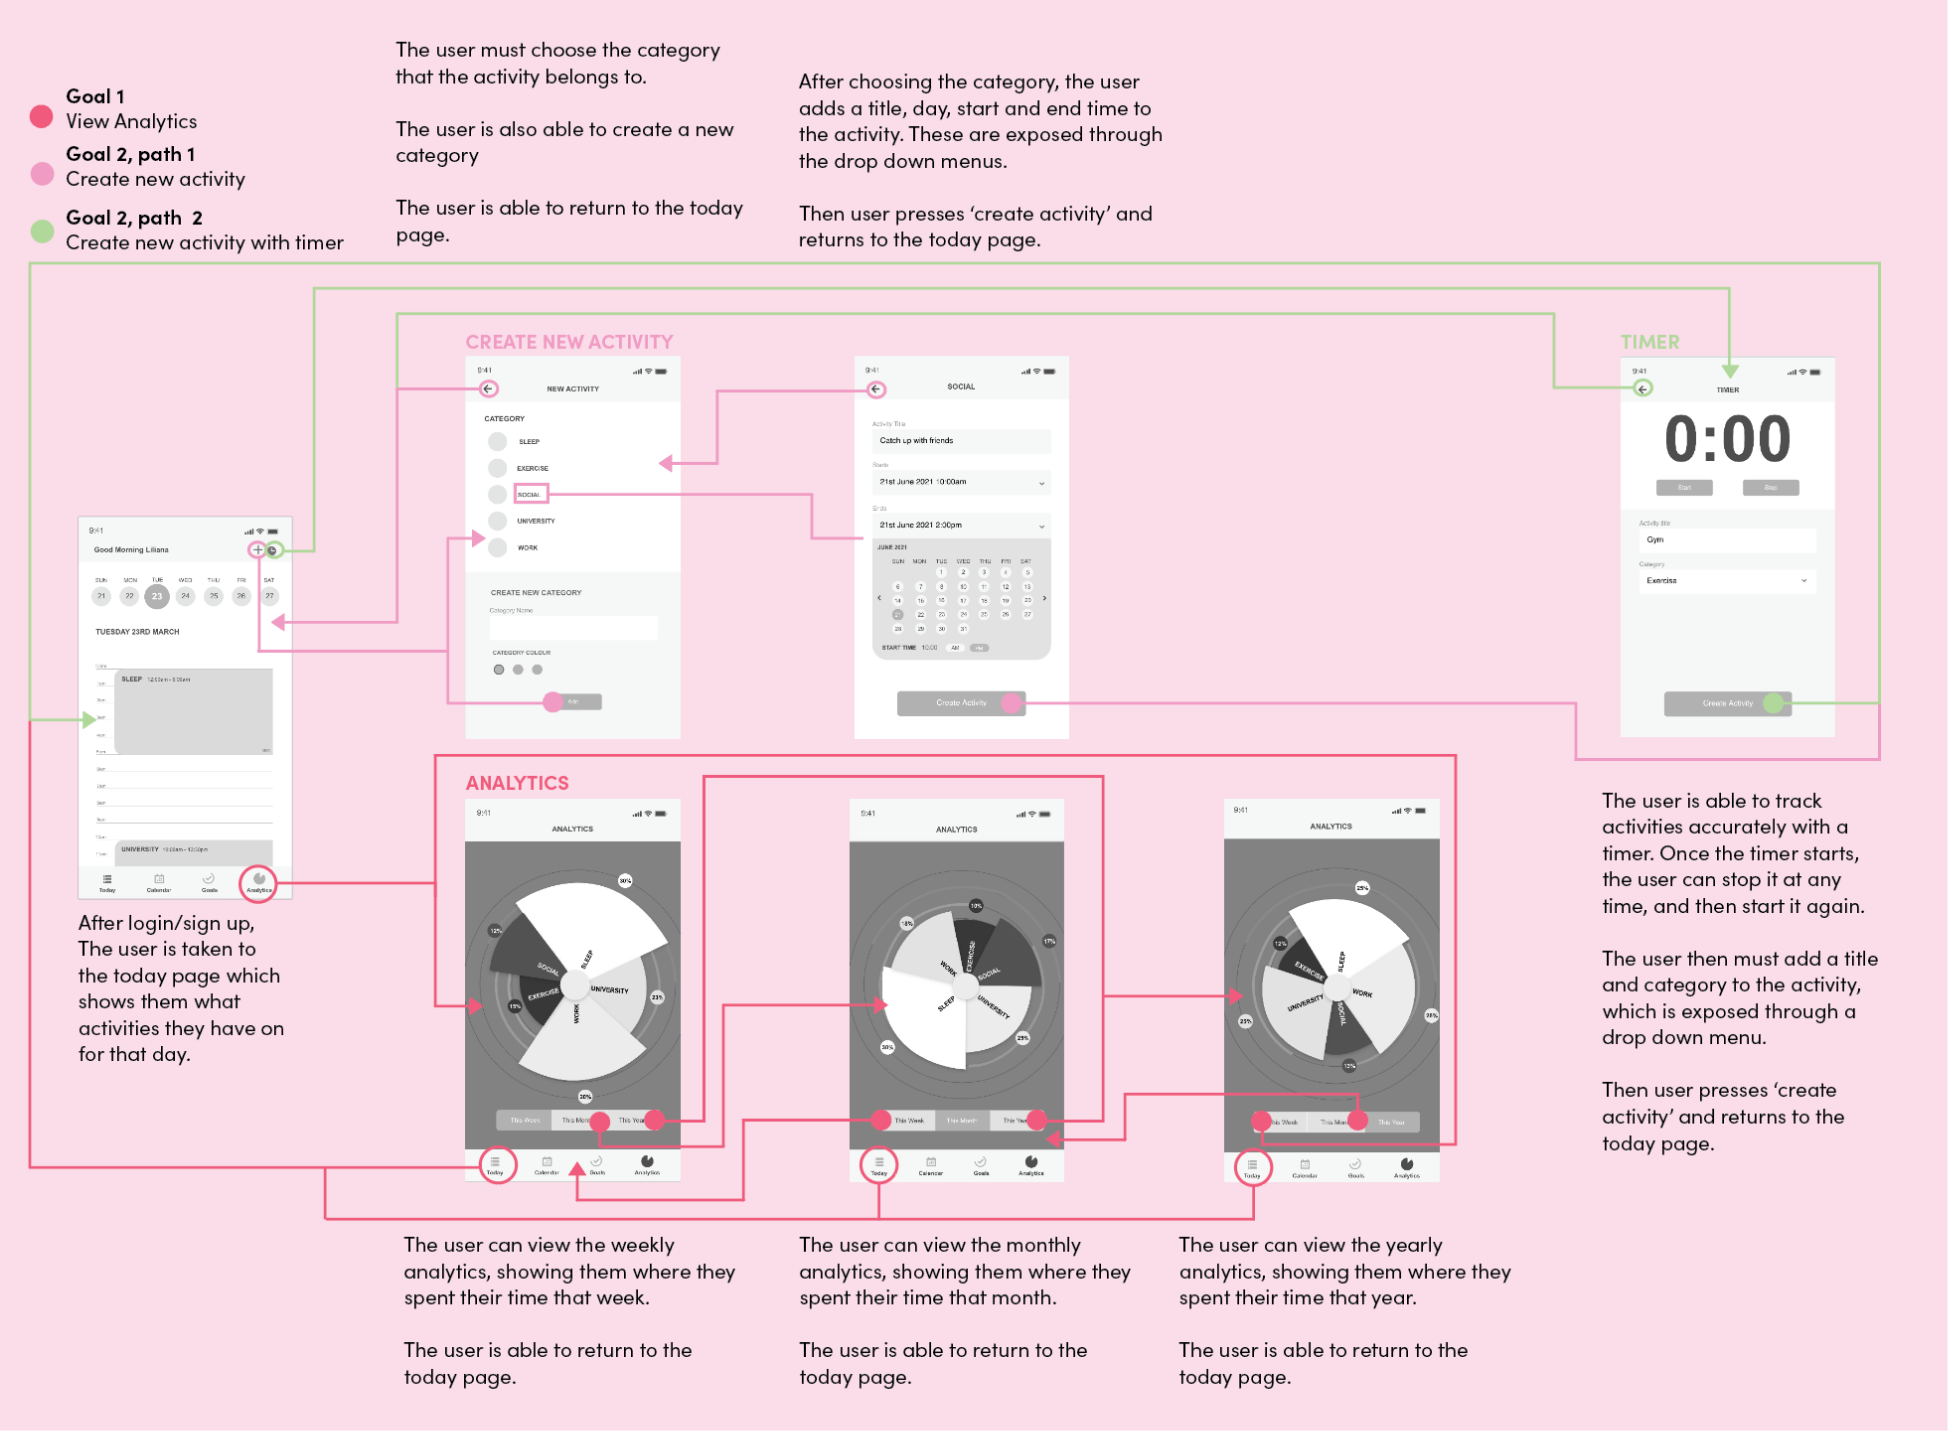 Goal 1
View Analytics
Goal 2, path 1
Create new activity
Goal 2, path 2
Create new activity with timer
The user must choose the category
that the activity belongs to.
The user is also able to create a new
category
The user is able to return to the today
page.
After choosing the category, the user
adds a title, day, start and end time to
the activity. These are exposed through
the drop down menus.
Then user presses ‘create activity’ and
returns to the today page.
CREATE NEW ACTIVITY
9:41
NEW ACTIVITY
CATEGORY
SLEEP
EXERCISE
SOCIAL
UNIVERSITY
WORK
CREATE NEW CATEGORY
Category Name
CATEGORY COLOUR
Add
9:41
SOCIAL
Activity Title
Catch up with friends
Starts
21st June 2021 10:00am
Ends
21st June 2021 2:00pm
JUNE 2021
SUN MON TUE WED THU FRI SAT
1 2 3 4 5
6 7 8 9 10 11 12 13
14 15 16 17 18 19 20
21 22 23 24 25 26 27
28 29 30 31
START TIME 10:00 AM PM
Create Activity
TIMER
9:41
TIMER
0:00
Start Stop
Activity title
Gym
Category
Exercise
Create Activity
9:41
Good Morning Liliana
SUN MON TUE WED THU FRI SAT
21 22 23 24 25 26 27
TUESDAY 23RD MARCH
SLEEP
UNIVERSITY
Today Calendar Goals Analytics
After login/sign up,
The user is taken to
the today page which
shows them what
activities they have on
for that day.
ANALYTICS
9:41
ANALYTICS
30%
12%
SLEEP
SOCIAL
EXERCISE
UNIVERSITY
WORK
23%
15%
30%
This Week This Month This Year
Today Calendar Goals Analytics
9:41
ANALYTICS
10%
18%
17%
EXERCISE
SOCIAL
WORK
SLEEP
UNIVERSITY
25%
30%
This Week This Month This Year
Today Calendar Goals Analytics
9:41
ANALYTICS
25%
12%
SLEEP
EXERCISE
WORK
UNIVERSITY
SOCIAL
25%
13%
This Week This Month This Year
Today Calendar Goals Analytics
The user is able to track
activities accurately with a
timer. Once the timer starts,
the user can stop it at any
time, and then start it again.
The user then must add a title
and category to the activity,
which is exposed through a
drop down menu.
Then user presses ‘create
activity’ and returns to the
today page.
The user can view the weekly
analytics, showing them where they
spent their time that week.
The user is able to return to the
today page.
The user can view the monthly
analytics, showing them where they
spent their time that month.
The user is able to return to the
today page.
The user can view the yearly
analytics, showing them where they
spent their time that year.
The user is able to return to the
today page.